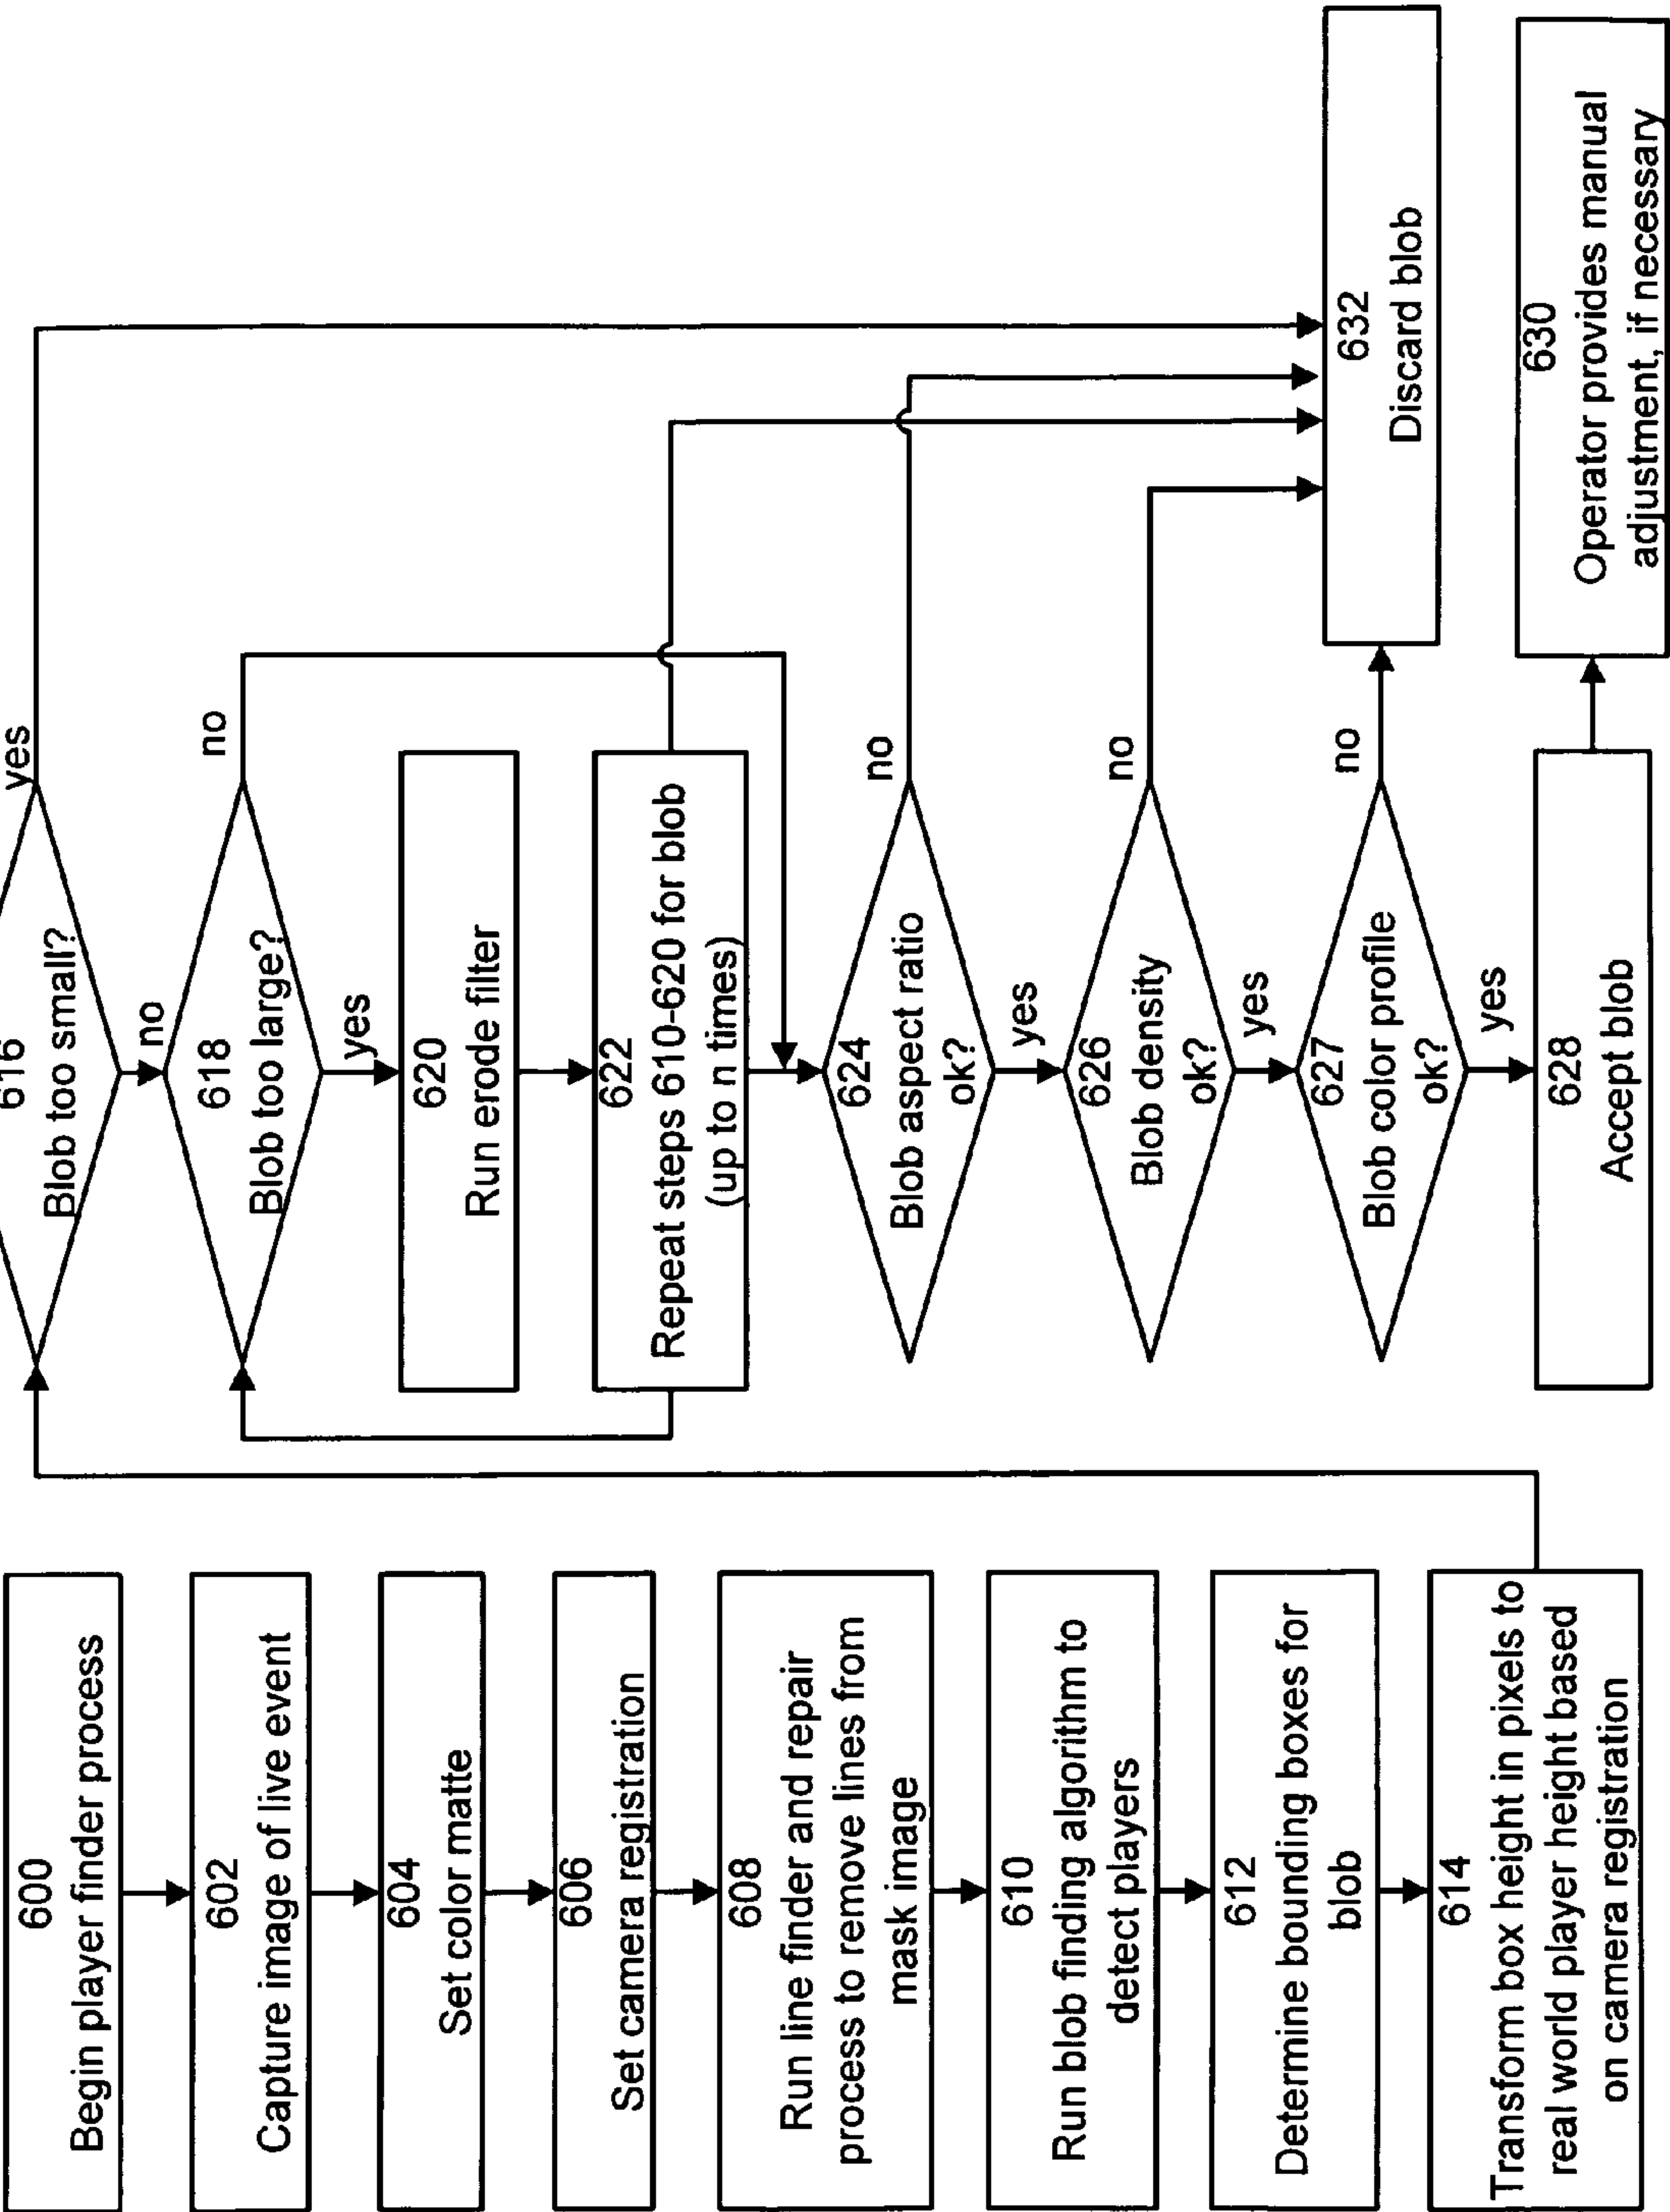 600
Begin player finder process
602
Capture image of live event
604
Set color matte
606
Set camera registration
608
Run line finder and repair
process to remove lines from
mask image
610
Run blob finding algorithm to
detect players
612
Determine bounding boxes for
blob
614
Transform box height in pixels to
real world player height based
on camera registration
616
Blob too small?
yes
no
618
Blob too large?
no
yes
620
Run erode filter
622
Repeat steps 610-620 for blob
(up to n times)
624
Blob aspect ratio
ok?
no
yes
626
Blob density
ok?
no
yes
627
Blob color profile
ok?
no
yes
628
Accept blob
632
Discard blob
630
Operator provides manual
adjustment, if necessary